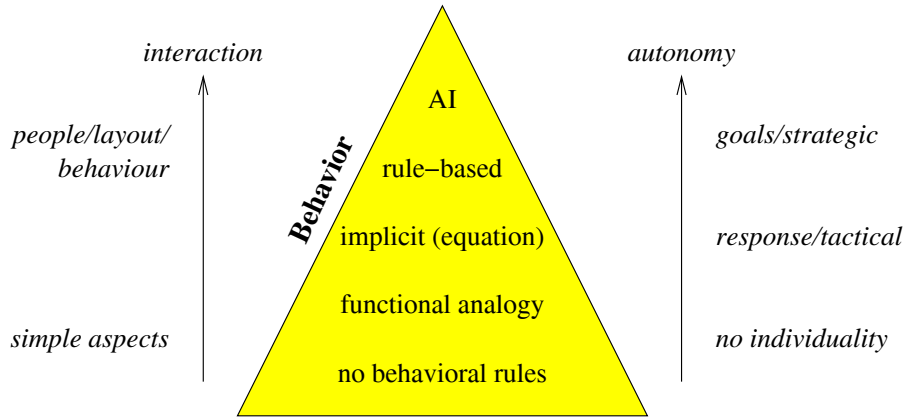 interaction
autonomy
AI
people/layout/
behaviour
goals/strategic
Behavior
rule−based
implicit (equation)
response/tactical
functional analogy
simple aspects
no individuality
no behavioral rules